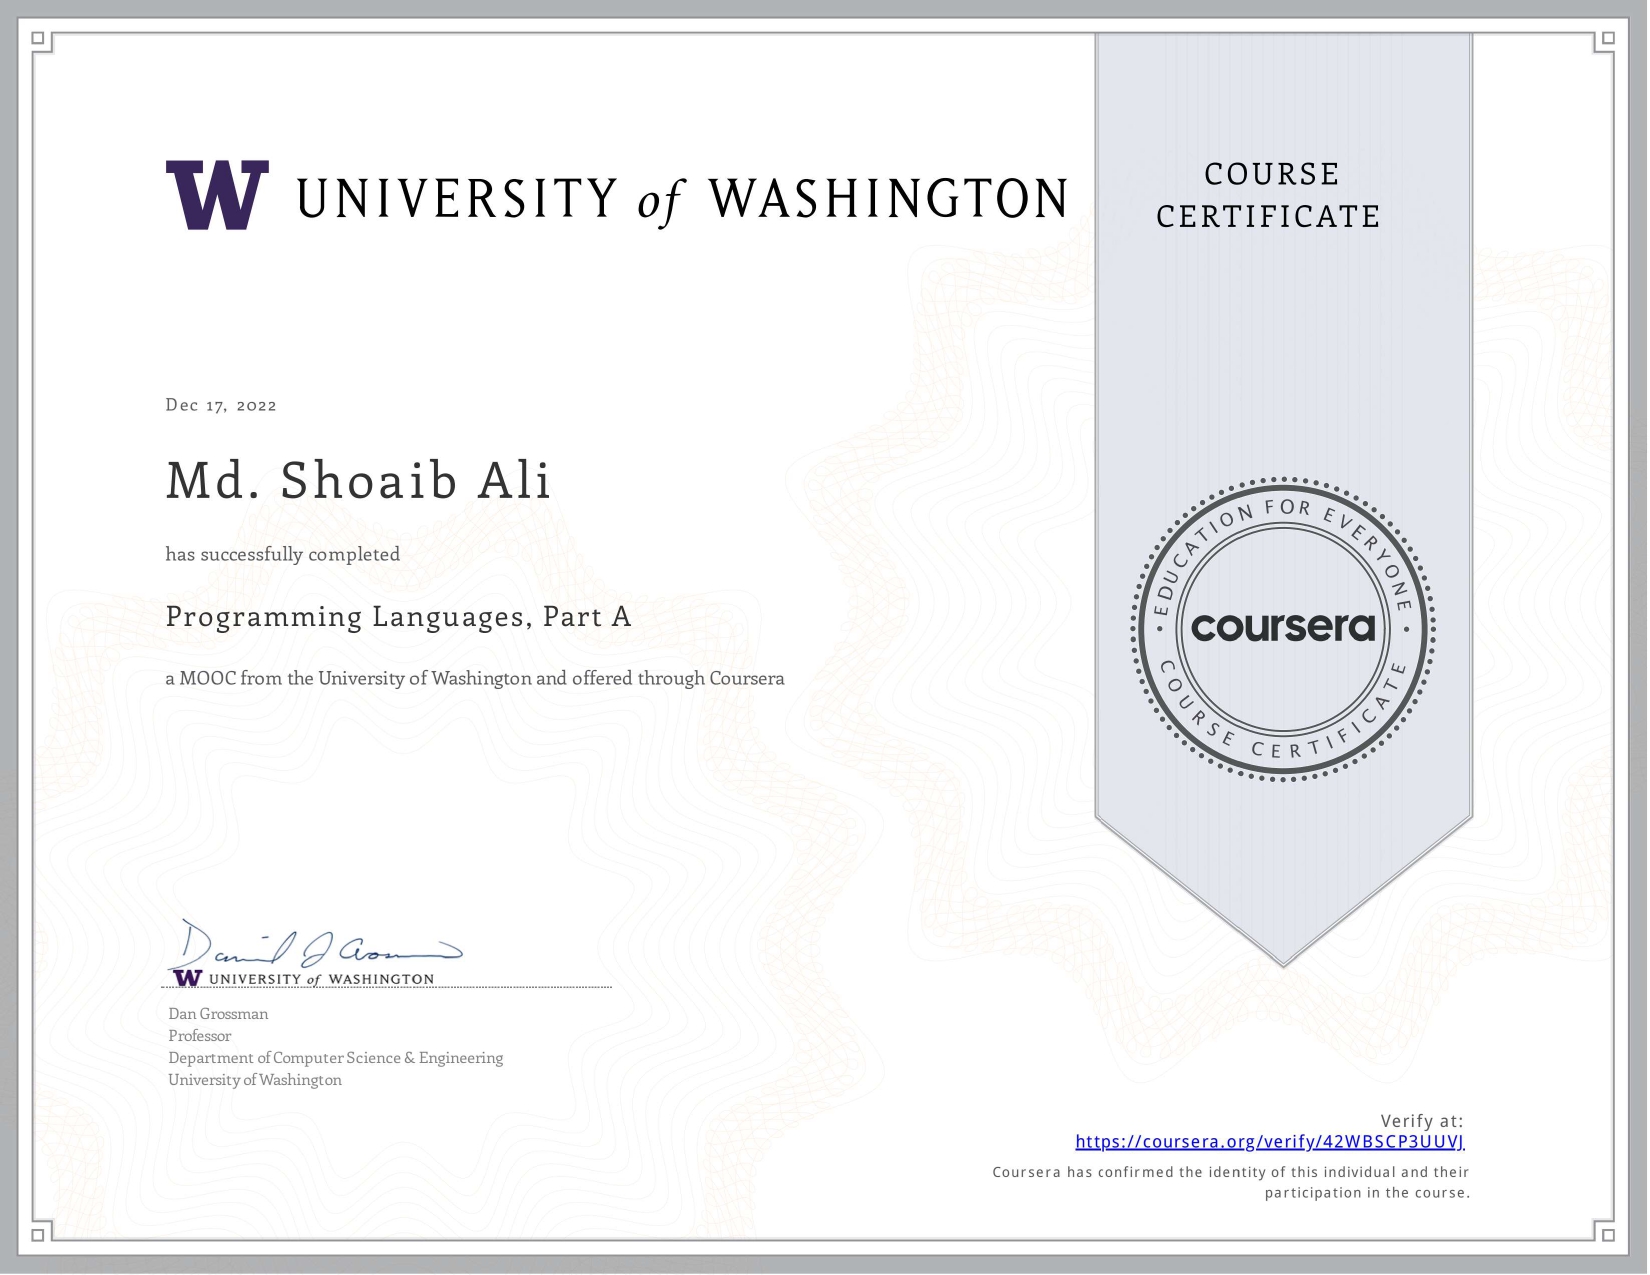 W UNIVERSITY of WASHINGTON
COURSE
CERTIFICATE
Dec 17, 2022
Md. Shoaib Ali
has successfully completed
Programming Languages, Part A
a MOOC from the University of Washington and offered through Coursera
EDUCATION FOR EVERYONE
coursera
COURSE CERTIFICATE
Daniel J Grossman
W UNIVERSITY of WASHINGTON
Dan Grossman
Professor
Department of Computer Science & Engineering
University of Washington
Verify at:
https://coursera.org/verify/42WBSCP3UUVJ
Coursera has confirmed the identity of this individual and their
participation in the course.